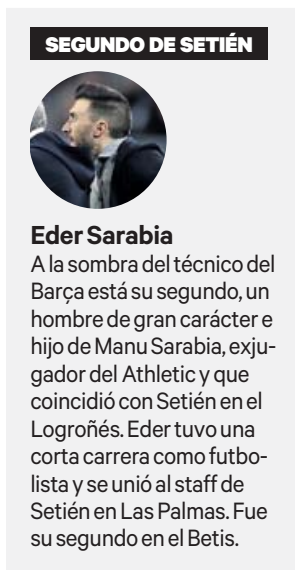 SEGUNDO DE SETIÉN
Eder Sarabia
A la sombra del técnico del
Barça está su segundo, un
hombre de gran carácter e
hijo de Manu Sarabia, exju-
gador del Athletic y que
coincidió con Setién en el
Logroñés. Eder tuvo una
corta carrera como futbo-
lista y se unió al staff de
Setién en Las Palmas. Fue
su segundo en el Betis.